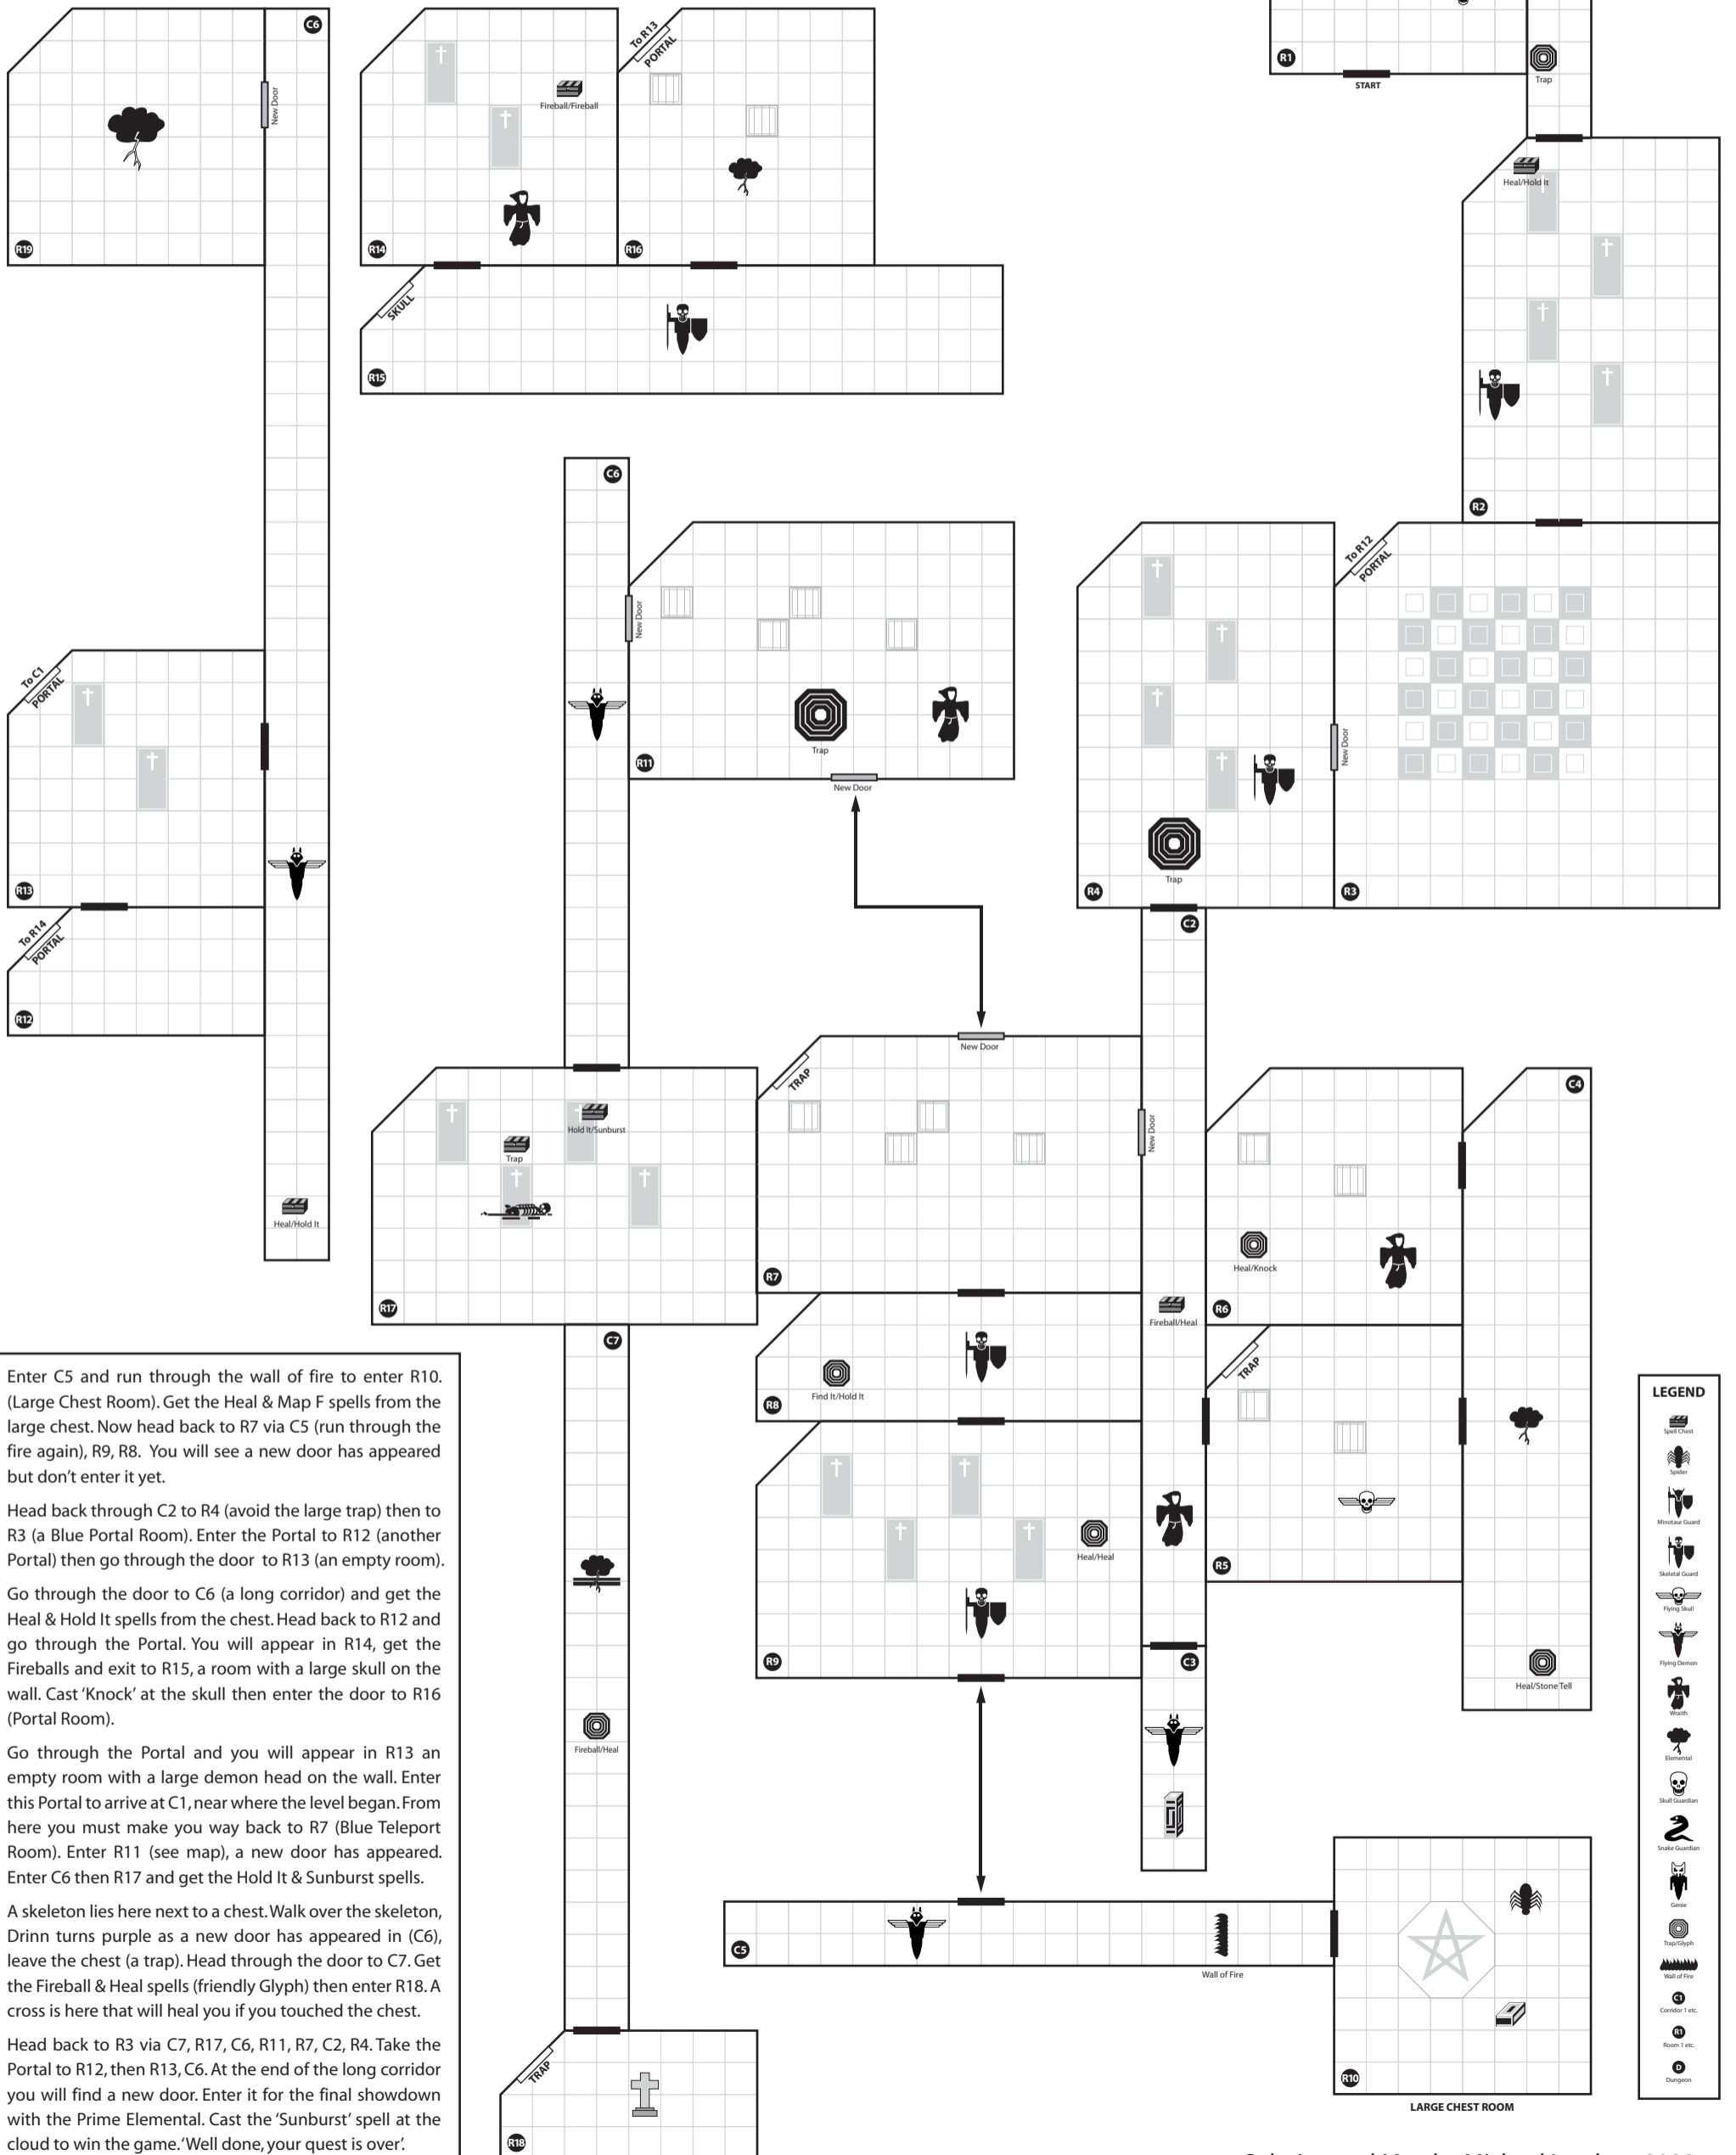 C6
R1
START
Trap
New Door
R19
Fireball/Fireball
R14
To R13
PORTAL
R16
SKULL
R15
Heal/Hold It
R2
C6
New Door
Trap
R11
New Door
Trap
R4
To R12
PORTAL
New Door
R3
To C1
PORTAL
R13
To R14
PORTAL
R12
Heal/Hold It
C2
Hold It/Sunburst
Trap
R17
New Door
TRAP
New Door
R7
Heal/Knock
R6
C4
Fireball/Heal
C7
Find It/Hold It
R8
TRAP
R5
Heal/Heal
R9
C3
Heal/Stone Tell
Fireball/Heal
C5
Wall of Fire
R10
LARGE CHEST ROOM
TRAP
R18
Enter C5 and run through the wall of fire to enter R10.
(Large Chest Room). Get the Heal & Map F spells from the
large chest. Now head back to R7 via C5 (run through the
fire again), R9, R8. You will see a new door has appeared
but don't enter it yet.
Head back through C2 to R4 (avoid the large trap) then to
R3 (a Blue Portal Room). Enter the Portal to R12 (another
Portal) then go through the door to R13 (an empty room).
Go through the door to C6 (a long corridor) and get the
Heal & Hold It spells from the chest. Head back to R12 and
go through the Portal. You will appear in R14, get the
Fireballs and exit to R15, a room with a large skull on the
wall. Cast 'Knock' at the skull then enter the door to R16
(Portal Room).
Go through the Portal and you will appear in R13 an
empty room with a large demon head on the wall. Enter
this Portal to arrive at C1, near where the level began. From
here you must make you way back to R7 (Blue Teleport
Room). Enter R11 (see map), a new door has appeared.
Enter C6 then R17 and get the Hold It & Sunburst spells.
A skeleton lies here next to a chest. Walk over the skeleton,
Drinn turns purple as a new door has appeared in (C6),
leave the chest (a trap). Head through the door to C7. Get
the Fireball & Heal spells (friendly Glyph) then enter R18. A
cross is here that will heal you if you touched the chest.
Head back to R3 via C7, R17, C6, R11, R7, C2, R4. Take the
Portal to R12, then R13, C6. At the end of the long corridor
you will find a new door. Enter it for the final showdown
with the Prime Elemental. Cast the 'Sunburst' spell at the
cloud to win the game. 'Well done, your quest is over'.
LEGEND
Spell Chest
Spider
Minotaur Guard
Skeletal Guard
Flying Skull
Flying Demon
Wraith
Elemental
Skull Guardian
Snake Guardian
Genie
Trap/Glyph
Wall of Fire
C1
Corridor 1 etc.
R1
Room 1 etc.
D
Dungeon